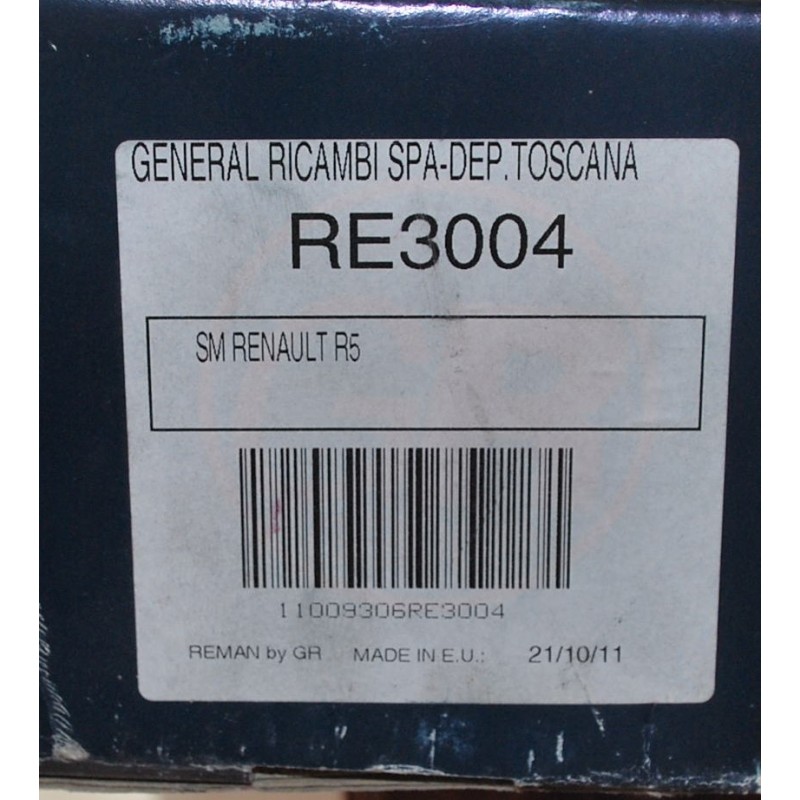 GENERAL RICAMBI SPA-DEP.TOSCANA
RE3004
SM RENAULT R5
11009306RE3004
REMAN by GR MADE IN E.U.: 21/10/11